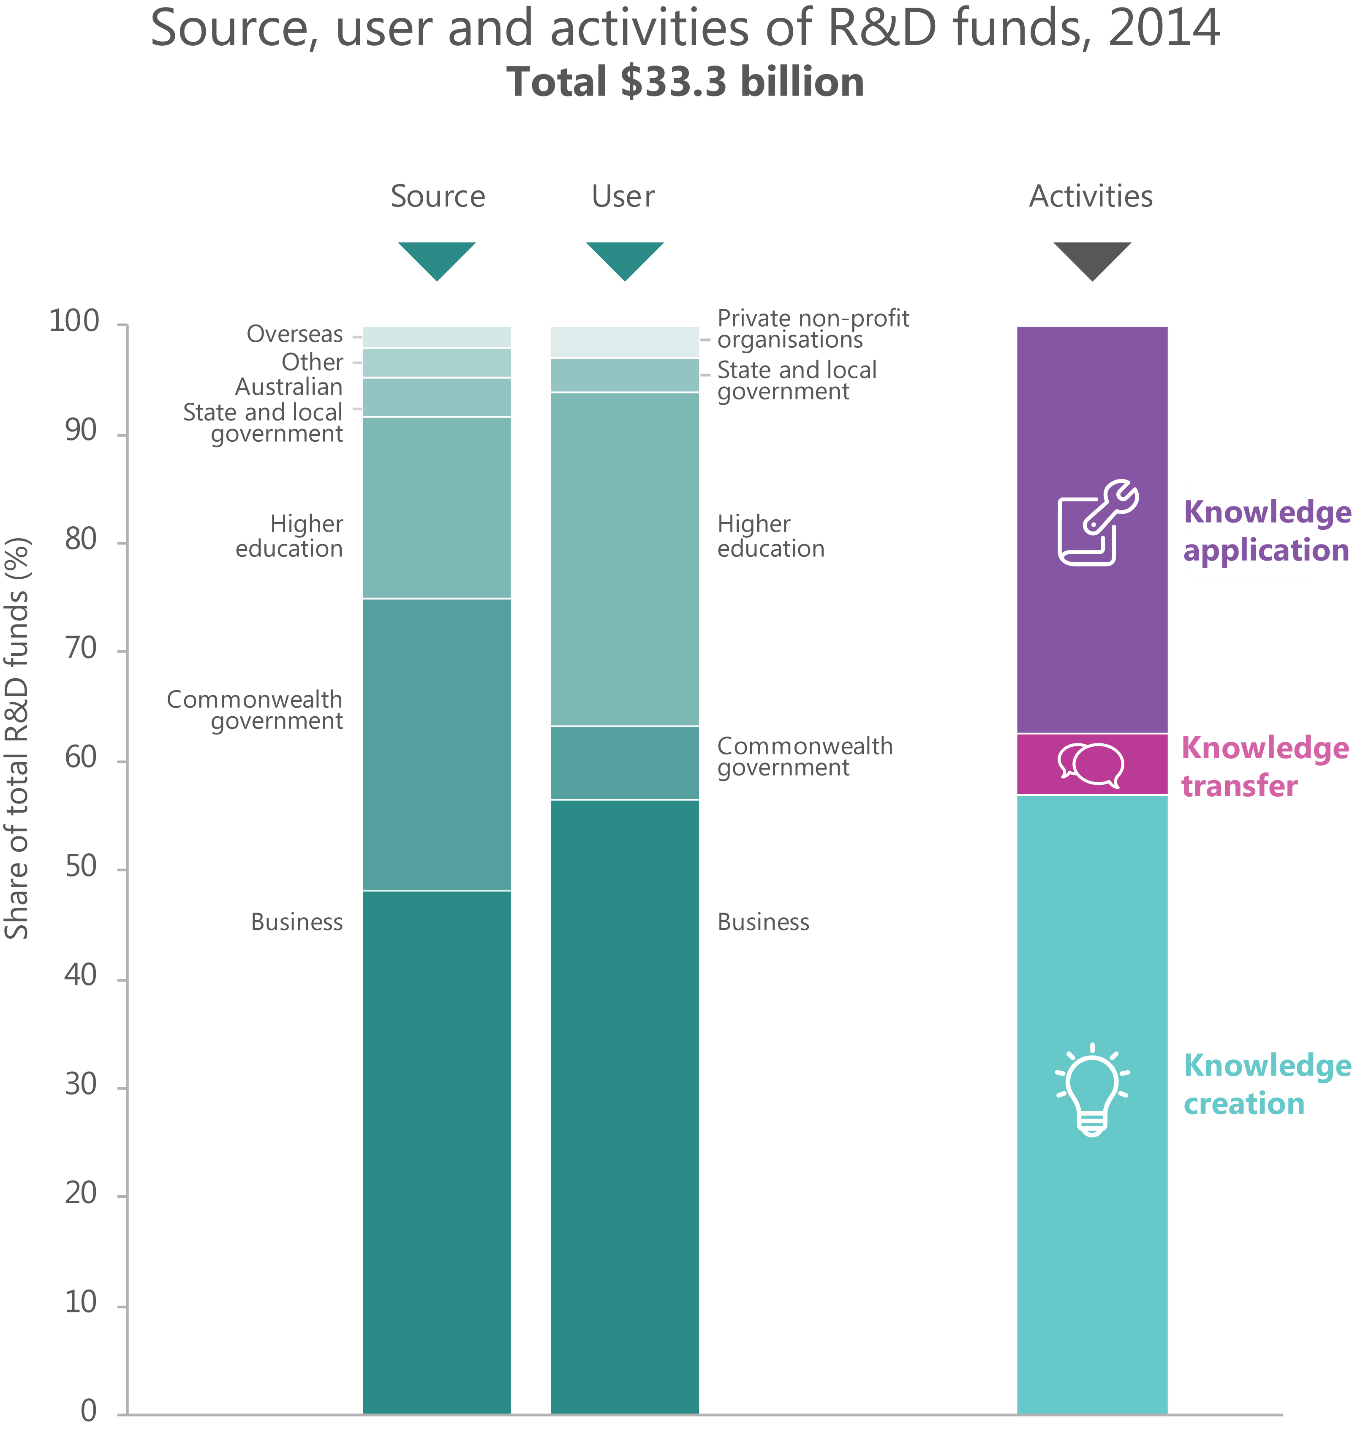 Source, user and activities of R&D funds, 2014
Total $33.3 billion
Source
User
Activities
Share of total R&D funds (%)
100
90
80
70
60
50
40
30
20
10
0
Overseas
Other
Australian
State and local
government
Higher
education
Commonwealth
government
Business
Private non-profit
organisations
State and local
government
Higher
education
Commonwealth
government
Business
Knowledge
application
Knowledge
transfer
Knowledge
creation